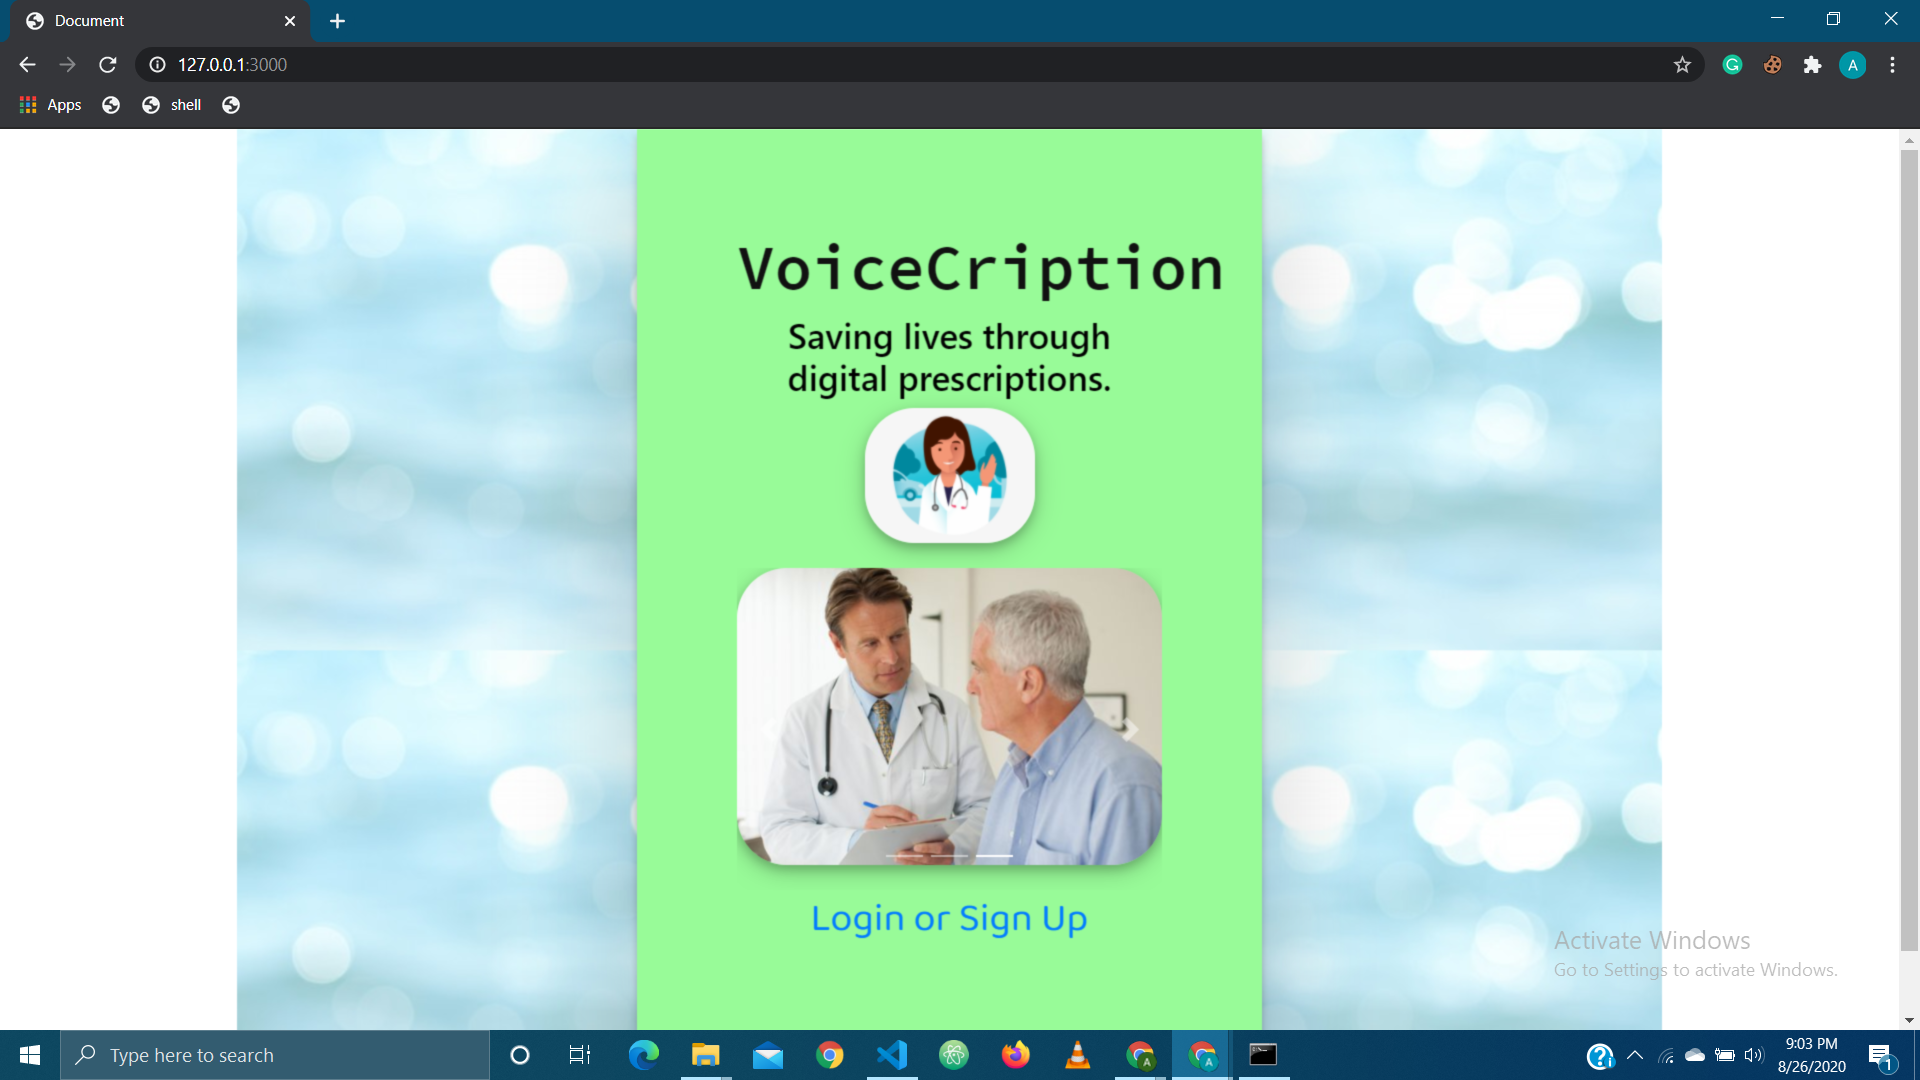 Document
127.0.0.1:3000
A
Apps
shell
VoiceCription
Saving lives through
digital prescriptions.
Login or Sign Up
Activate Windows
Go to Settings to activate Windows.
Type here to search
9:03 PM
8/26/2020
1